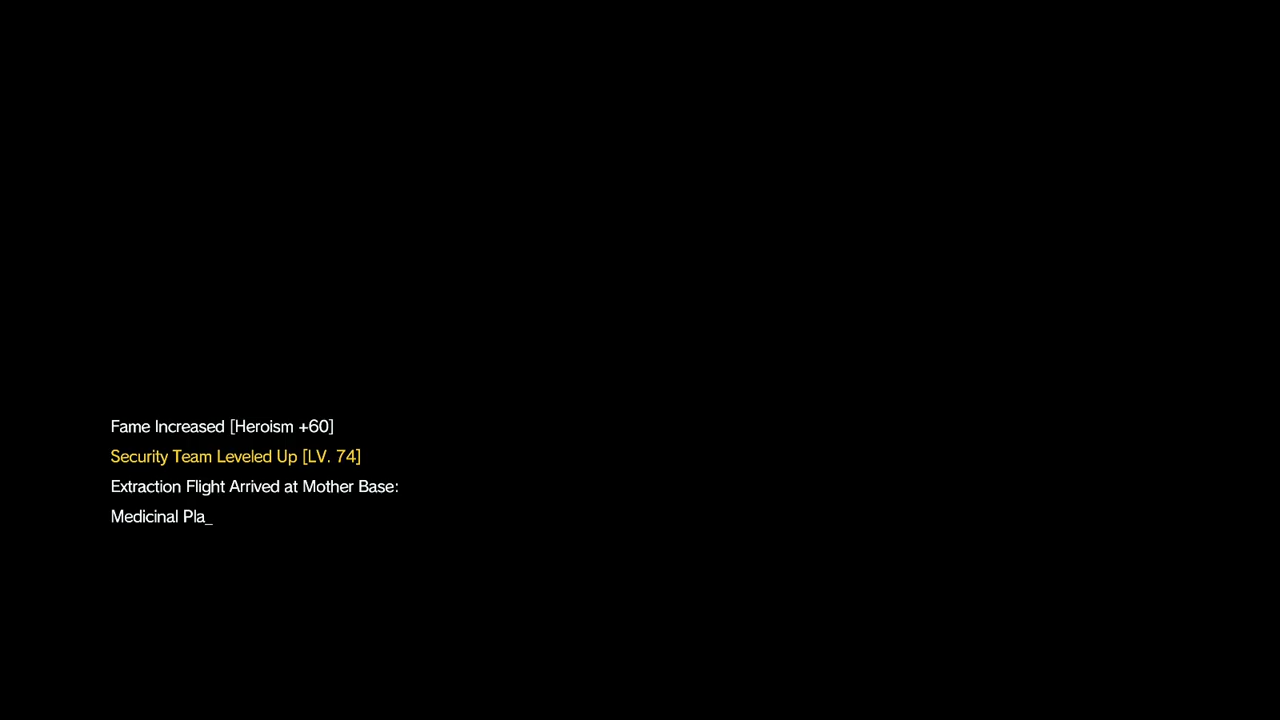 Fame Increased [Heroism +60]
Security Team Leveled Up [LV. 74]
Extraction Flight Arrived at Mother Base:
Medicinal Pla_